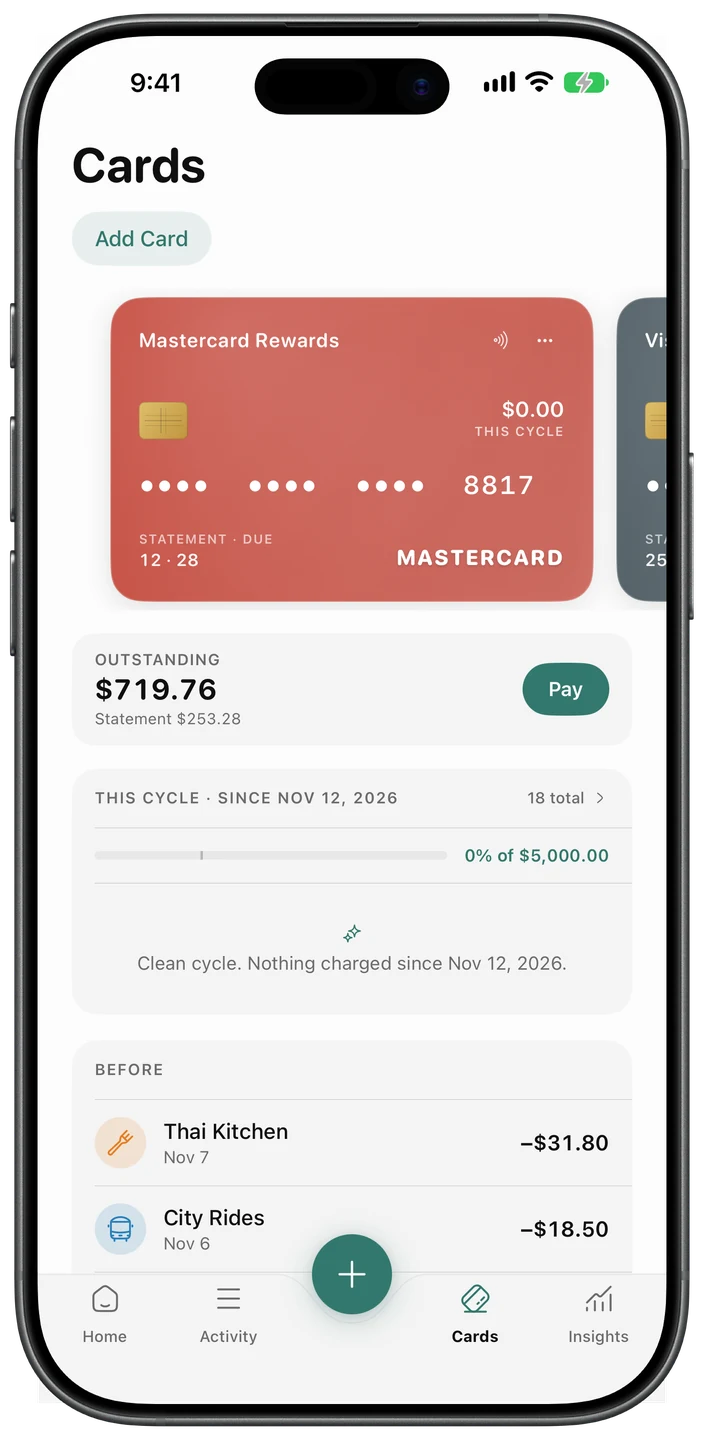 9:41
Cards
Add Card
Mastercard Rewards
$0.00
THIS CYCLE
•••• •••• •••• 8817
STATEMENT · DUE
12 · 28
MASTERCARD
OUTSTANDING
$719.76
Statement $253.28
Pay
THIS CYCLE · SINCE NOV 12, 2026
18 total
0% of $5,000.00
Clean cycle. Nothing charged since Nov 12, 2026.
BEFORE
Thai Kitchen
–$31.80
Nov 7
City Rides
–$18.50
Nov 6
Home
Activity
Cards
Insights